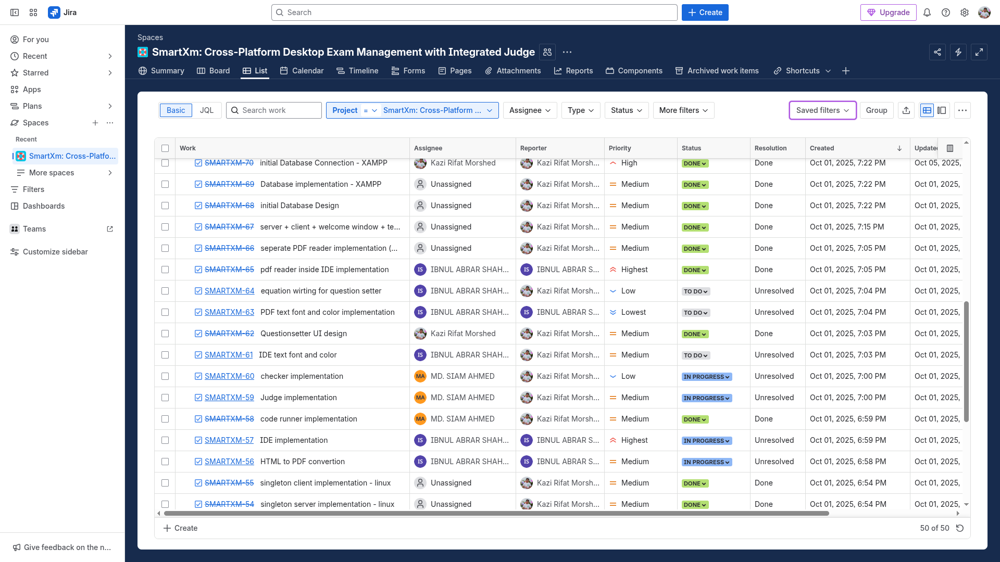 Jira
Search
Create
Upgrade
For you
Recent
Starred
Apps
Plans
Spaces
Recent
SmartXm: Cross-Platfo...
More spaces
Filters
Dashboards
Teams
Customize sidebar
Give feedback on the n...
Spaces
SmartXm: Cross-Platform Desktop Exam Management with Integrated Judge
Summary Board List Calendar Timeline Forms Pages Attachments Reports Components Archived work items Shortcuts
Basic JQL Search work Project = SmartXm: Cross-Platform ... Assignee Type Status More filters Saved filters Group
Work Assignee Reporter Priority Status Resolution Created Updated
SMARTXM-70 initial Database Connection - XAMPP Kazi Rifat Morshed Kazi Rifat Morsh... High DONE Done Oct 01, 2025, 7:22 PM Oct 05, 2025,
SMARTXM-69 Database implementation - XAMPP Unassigned Kazi Rifat Morsh... Medium DONE Done Oct 01, 2025, 7:22 PM Oct 01, 2025,
SMARTXM-68 initial Database Design Unassigned Kazi Rifat Morsh... Medium DONE Done Oct 01, 2025, 7:22 PM Oct 01, 2025,
SMARTXM-67 server + client + welcome window + te... Unassigned Kazi Rifat Morsh... Medium DONE Done Oct 01, 2025, 7:15 PM Oct 01, 2025,
SMARTXM-66 seperate PDF reader implementation (... Unassigned Kazi Rifat Morsh... Medium DONE Done Oct 01, 2025, 7:05 PM Oct 01, 2025,
SMARTXM-65 pdf reader inside IDE implementation IS IBNUL ABRAR SHAH... IS IBNUL ABRAR S... Highest DONE Done Oct 01, 2025, 7:05 PM Oct 01, 2025,
SMARTXM-64 equation wirting for question setter IS IBNUL ABRAR SHAH... Kazi Rifat Morsh... Low TO DO Unresolved Oct 01, 2025, 7:04 PM Oct 01, 2025,
SMARTXM-63 PDF text font and color implementation IS IBNUL ABRAR SHAH... IS IBNUL ABRAR S... Lowest TO DO Unresolved Oct 01, 2025, 7:04 PM Oct 01, 2025,
SMARTXM-62 Questionsetter UI design Kazi Rifat Morshed Kazi Rifat Morsh... Medium DONE Done Oct 01, 2025, 7:03 PM Oct 01, 2025,
SMARTXM-61 IDE text font and color IS IBNUL ABRAR SHAH... Kazi Rifat Morsh... Medium TO DO Unresolved Oct 01, 2025, 7:03 PM Oct 01, 2025,
SMARTXM-60 checker implementation MA MD. SIAM AHMED Kazi Rifat Morsh... Low IN PROGRESS Unresolved Oct 01, 2025, 7:00 PM Oct 01, 2025,
SMARTXM-59 Judge implementation MA MD. SIAM AHMED Kazi Rifat Morsh... Medium IN PROGRESS Unresolved Oct 01, 2025, 7:00 PM Oct 01, 2025,
SMARTXM-58 code runner implementation MA MD. SIAM AHMED Kazi Rifat Morsh... Medium DONE Done Oct 01, 2025, 6:59 PM Oct 01, 2025,
SMARTXM-57 IDE implementation IS IBNUL ABRAR SHAH... IS IBNUL ABRAR S... Highest IN PROGRESS Unresolved Oct 01, 2025, 6:59 PM Oct 01, 2025,
SMARTXM-56 HTML to PDF convertion IS IBNUL ABRAR SHAH... IS IBNUL ABRAR S... Medium IN PROGRESS Unresolved Oct 01, 2025, 6:58 PM Oct 01, 2025,
SMARTXM-55 singleton client implementation - linux Unassigned Kazi Rifat Morsh... Medium DONE Done Oct 01, 2025, 6:54 PM Oct 01, 2025,
SMARTXM-54 singleton server implementation - linux Unassigned Kazi Rifat Morsh... Medium DONE Done Oct 01, 2025, 6:54 PM Oct 01, 2025,
Create 50 of 50